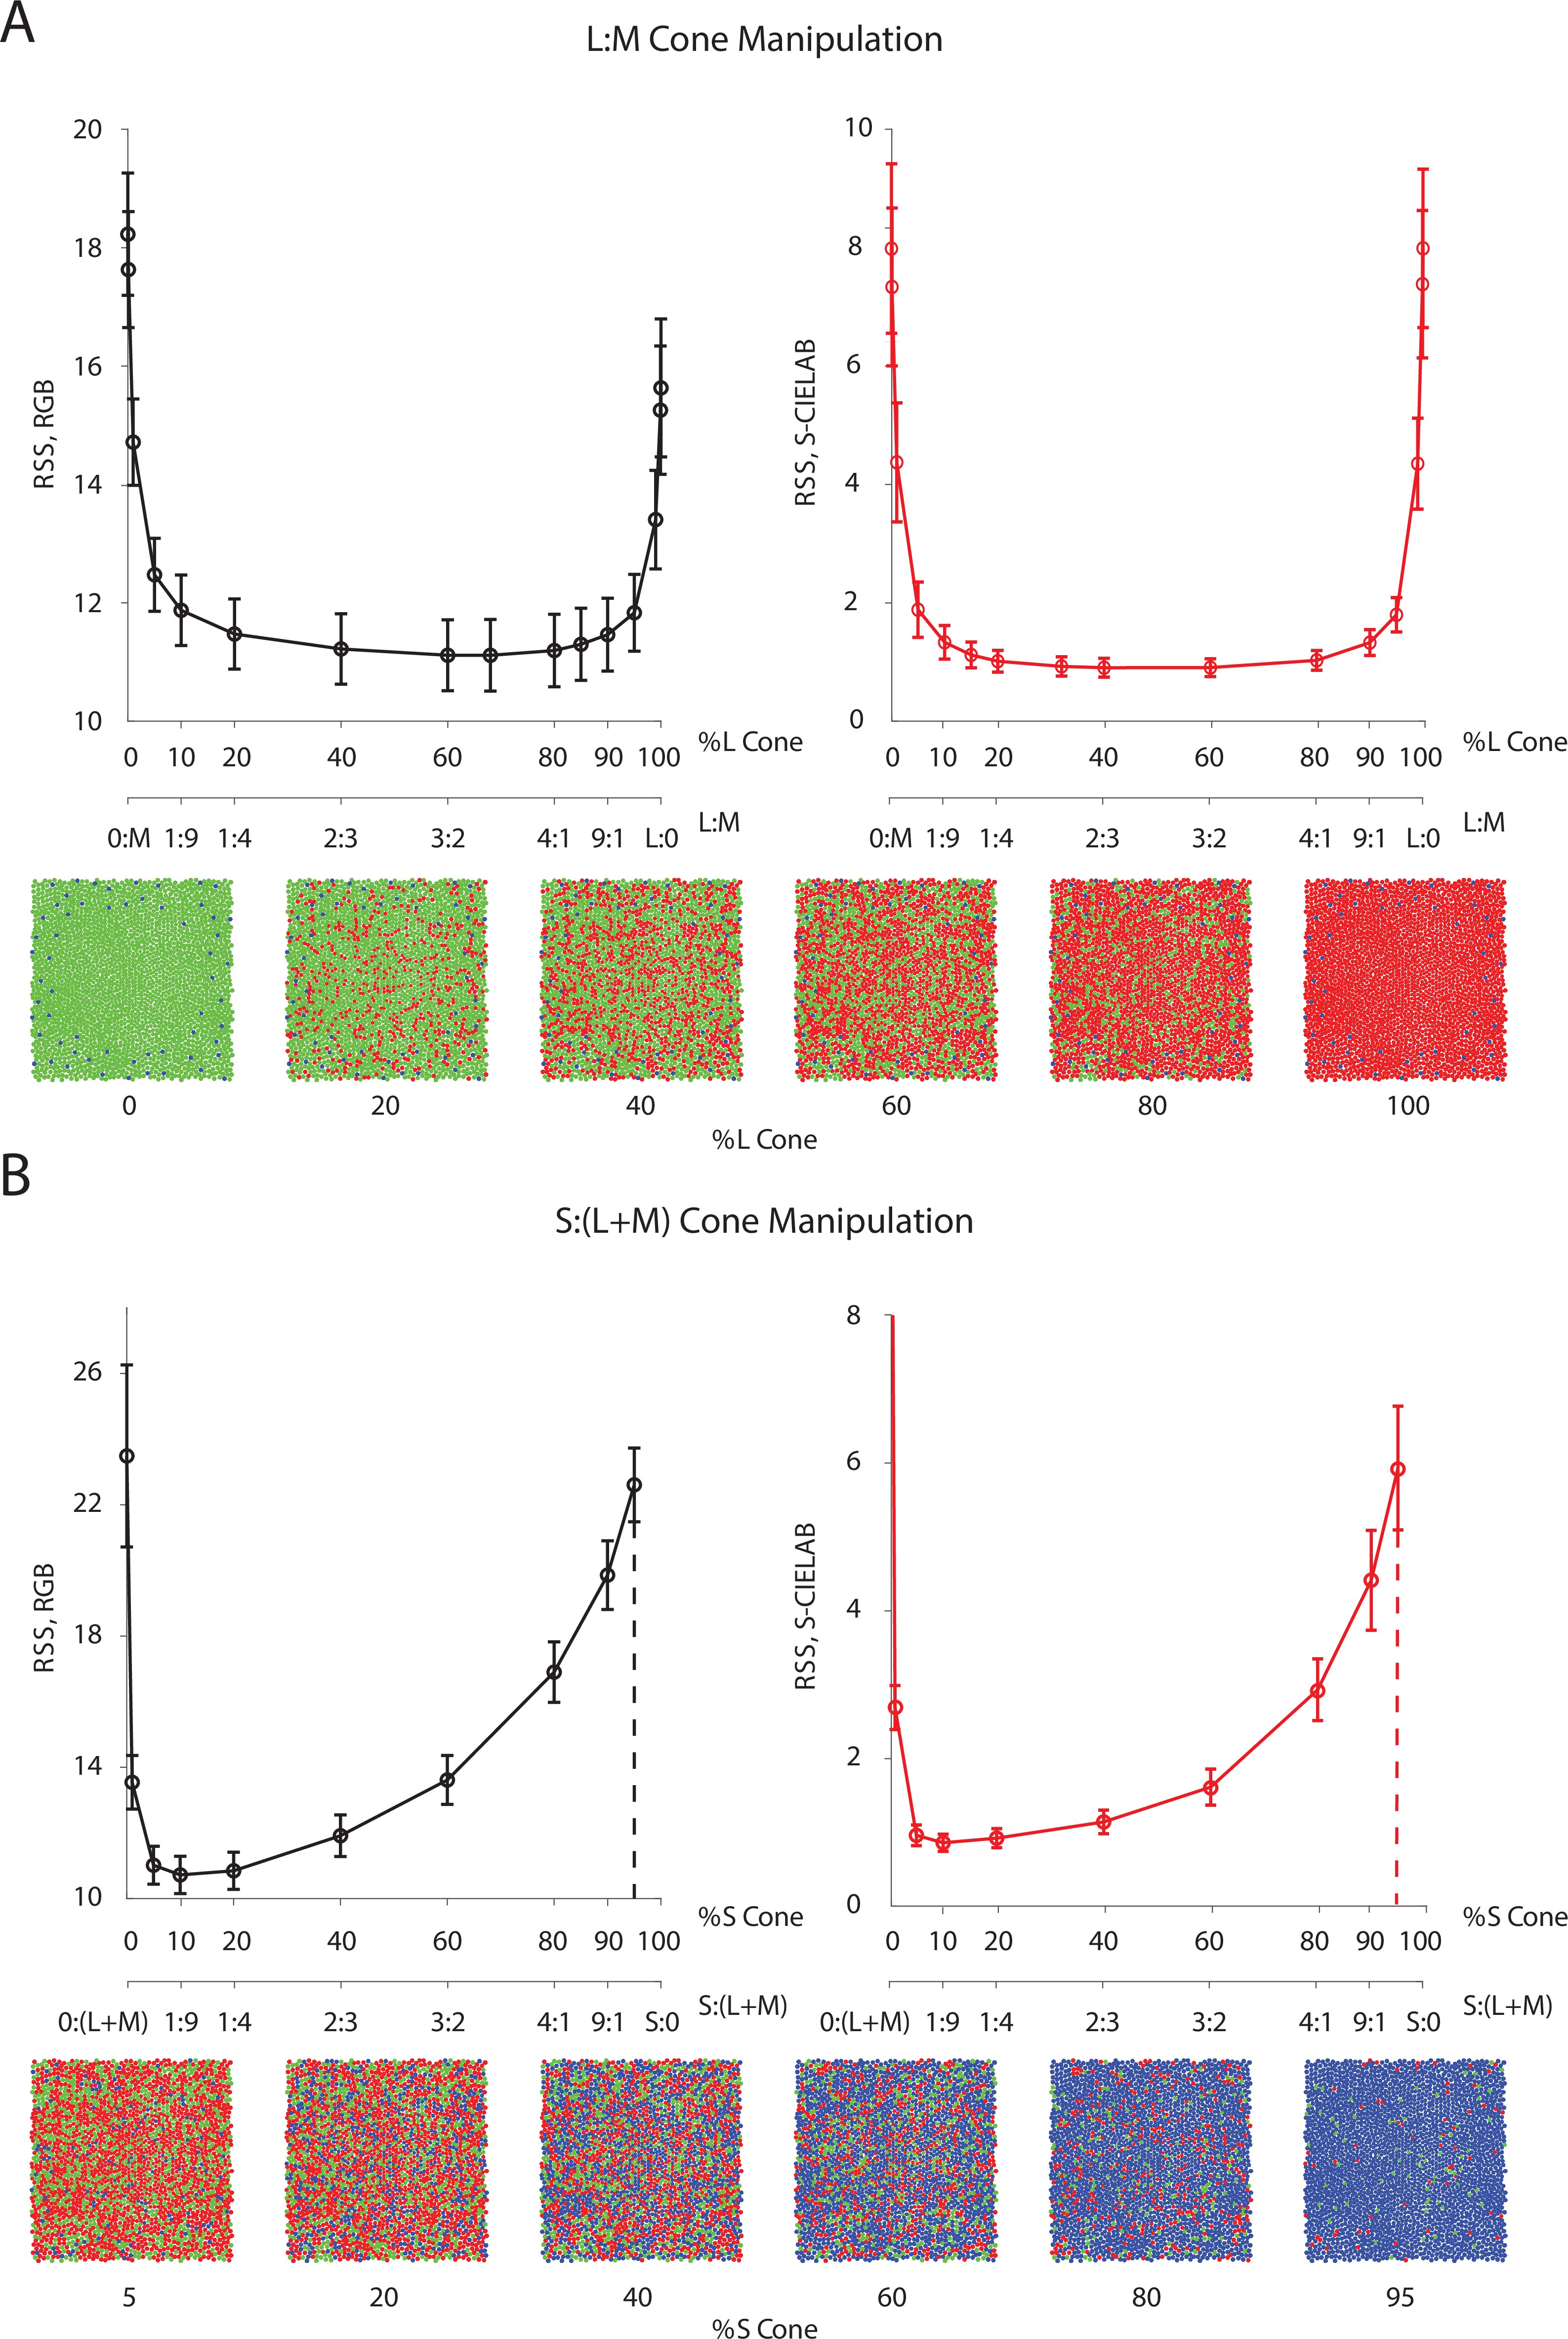 A
L:M Cone Manipulation
20
18
16
14
12
10
RSS, RGB
0 10 20 40 60 80 90 100
%L Cone
0:M 1:9 1:4 2:3 3:2 4:1 9:1 L:0
L:M
10
8
6
4
2
0
RSS, S-CIELAB
0 10 20 40 60 80 90 100
%L Cone
0:M 1:9 1:4 2:3 3:2 4:1 9:1 L:0
L:M
0 20 40 60 80 100
%L Cone
B
S:(L+M) Cone Manipulation
26
22
18
14
10
RSS, RGB
0 10 20 40 60 80 90 100
%S Cone
0:(L+M) 1:9 1:4 2:3 3:2 4:1 9:1 S:0
S:(L+M)
8
6
4
2
0
RSS, S-CIELAB
0 10 20 40 60 80 90 100
%S Cone
0:(L+M) 1:9 1:4 2:3 3:2 4:1 9:1 S:0
S:(L+M)
5 20 40 60 80 95
%S Cone